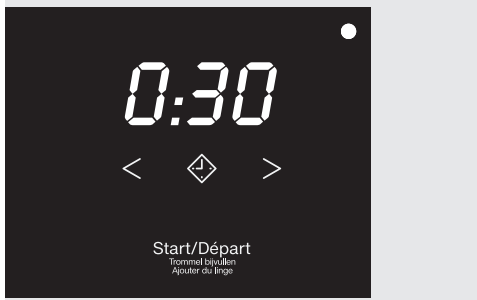 0:30
< >
Start/Départ
Trommel bijvullen
Ajouter du linge